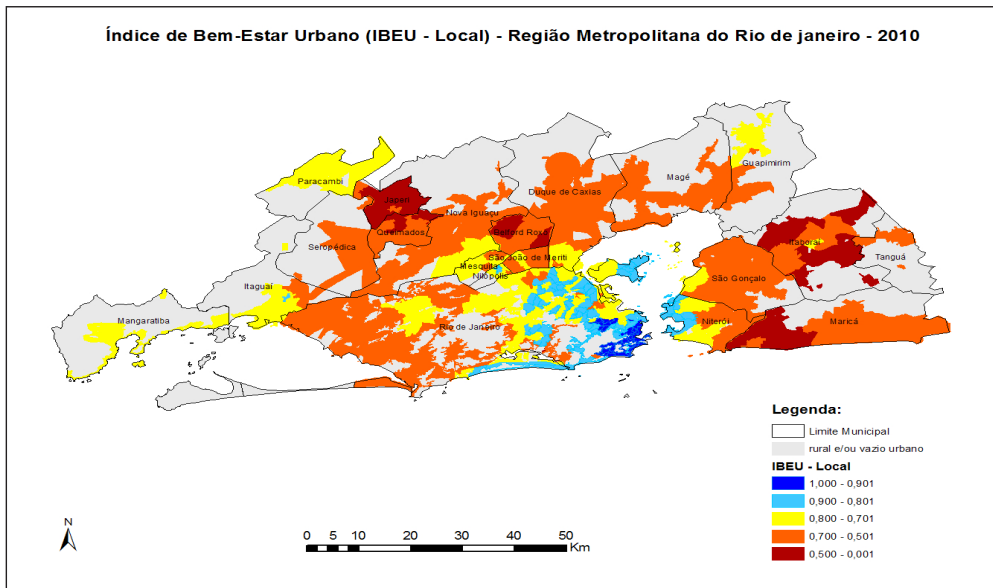 Índice de Bem-Estar Urbano (IBEU - Local) - Região Metropolitana do Rio de janeiro - 2010
Guapimirim
Magé
Paracambi
Duque de Caxias
Japeri
Nova Iguaçu
Queimados
Belford Roxo
Itaboraí
Seropédica
São João de Meriti
Tanguá
Mesquita
Nilópolis
São Gonçalo
Itaguaí
Mangaratiba
Rio de Janeiro
Niterói
Maricá
Legenda:
Limite Municipal
rural e/ou vazio urbano
IBEU - Local
1,000 - 0,901
0,900 - 0,801
0,800 - 0,701
0,700 - 0,501
0,500 - 0,001
N
0 10 20 30 40 50
Km